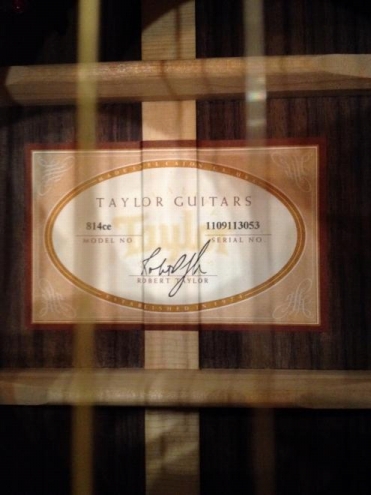 TAYLOR GUITARS
814ce 1109113053
MODEL NO SERIAL NO
ROBERT TAYLOR